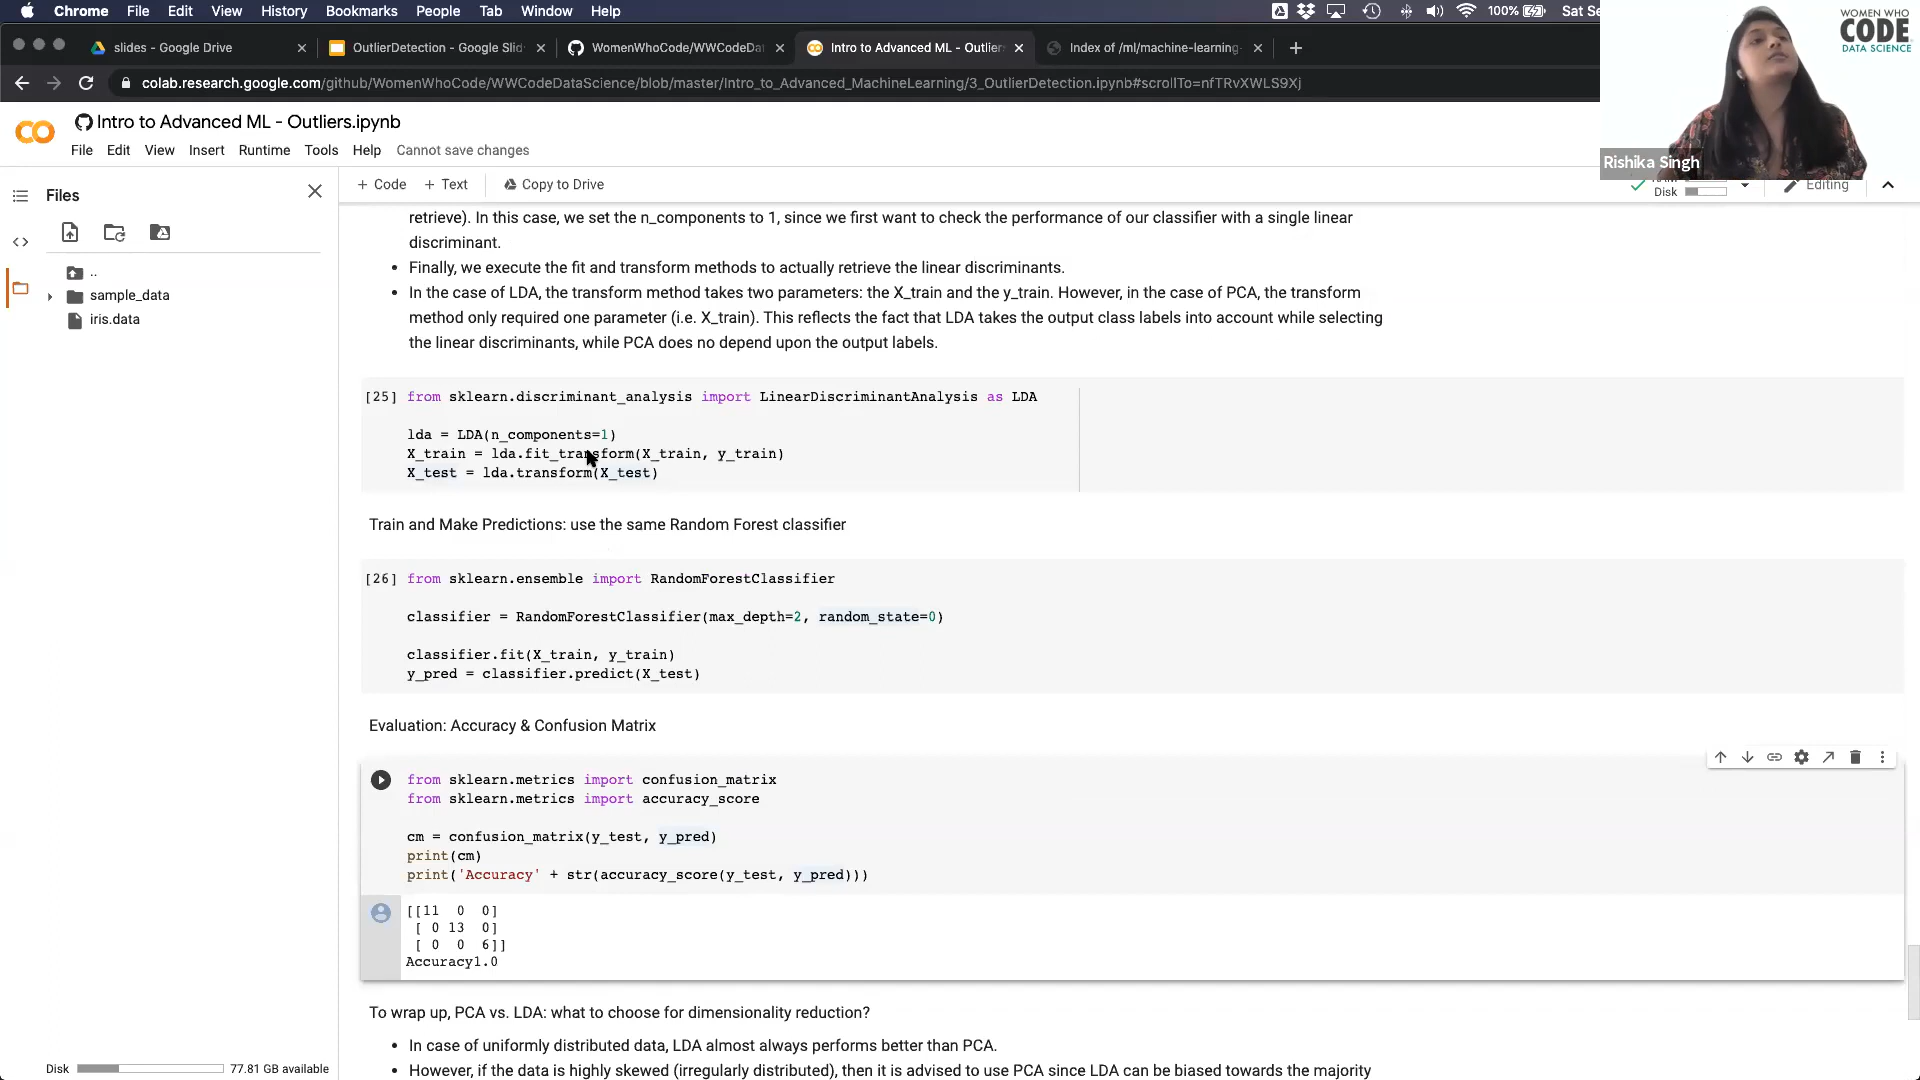 Chrome File Edit View History Bookmarks People Tab Window Help 100% Sat Se
slides - Google Drive OutlierDetection - Google Slid WomenWhoCode/WWCodeDat Intro to Advanced ML - Outlier Index of /ml/machine-learning-
colab.research.google.com/github/WomenWhoCode/WWCodeDataScience/blob/master/Intro_to_Advanced_MachineLearning/3_OutlierDetection.ipynb#scrollTo=nfTRvXWLS9Xj
WOMEN WHO
CODE
DATA SCIENCE
Rishika Singh
Intro to Advanced ML - Outliers.ipynb
File Edit View Insert Runtime Tools Help Cannot save changes
Files
+ Code + Text Copy to Drive
Disk
Editing
..
sample_data
iris.data
retrieve). In this case, we set the n_components to 1, since we first want to check the performance of our classifier with a single linear
discriminant.
• Finally, we execute the fit and transform methods to actually retrieve the linear discriminants.
• In the case of LDA, the transform method takes two parameters: the X_train and the y_train. However, in the case of PCA, the transform
method only required one parameter (i.e. X_train). This reflects the fact that LDA takes the output class labels into account while selecting
the linear discriminants, while PCA does no depend upon the output labels.
[25] from sklearn.discriminant_analysis import LinearDiscriminantAnalysis as LDA
lda = LDA(n_components=1)
X_train = lda.fit_transform(X_train, y_train)
X_test = lda.transform(X_test)
Train and Make Predictions: use the same Random Forest classifier
[26] from sklearn.ensemble import RandomForestClassifier
classifier = RandomForestClassifier(max_depth=2, random_state=0)
classifier.fit(X_train, y_train)
y_pred = classifier.predict(X_test)
Evaluation: Accuracy & Confusion Matrix
from sklearn.metrics import confusion_matrix
from sklearn.metrics import accuracy_score
cm = confusion_matrix(y_test, y_pred)
print(cm)
print('Accuracy' + str(accuracy_score(y_test, y_pred)))
[[11 0 0]
[ 0 13 0]
[ 0 0 6]]
Accuracy1.0
To wrap up, PCA vs. LDA: what to choose for dimensionality reduction?
• In case of uniformly distributed data, LDA almost always performs better than PCA.
• However, if the data is highly skewed (irregularly distributed), then it is advised to use PCA since LDA can be biased towards the majority
Disk 77.81 GB available